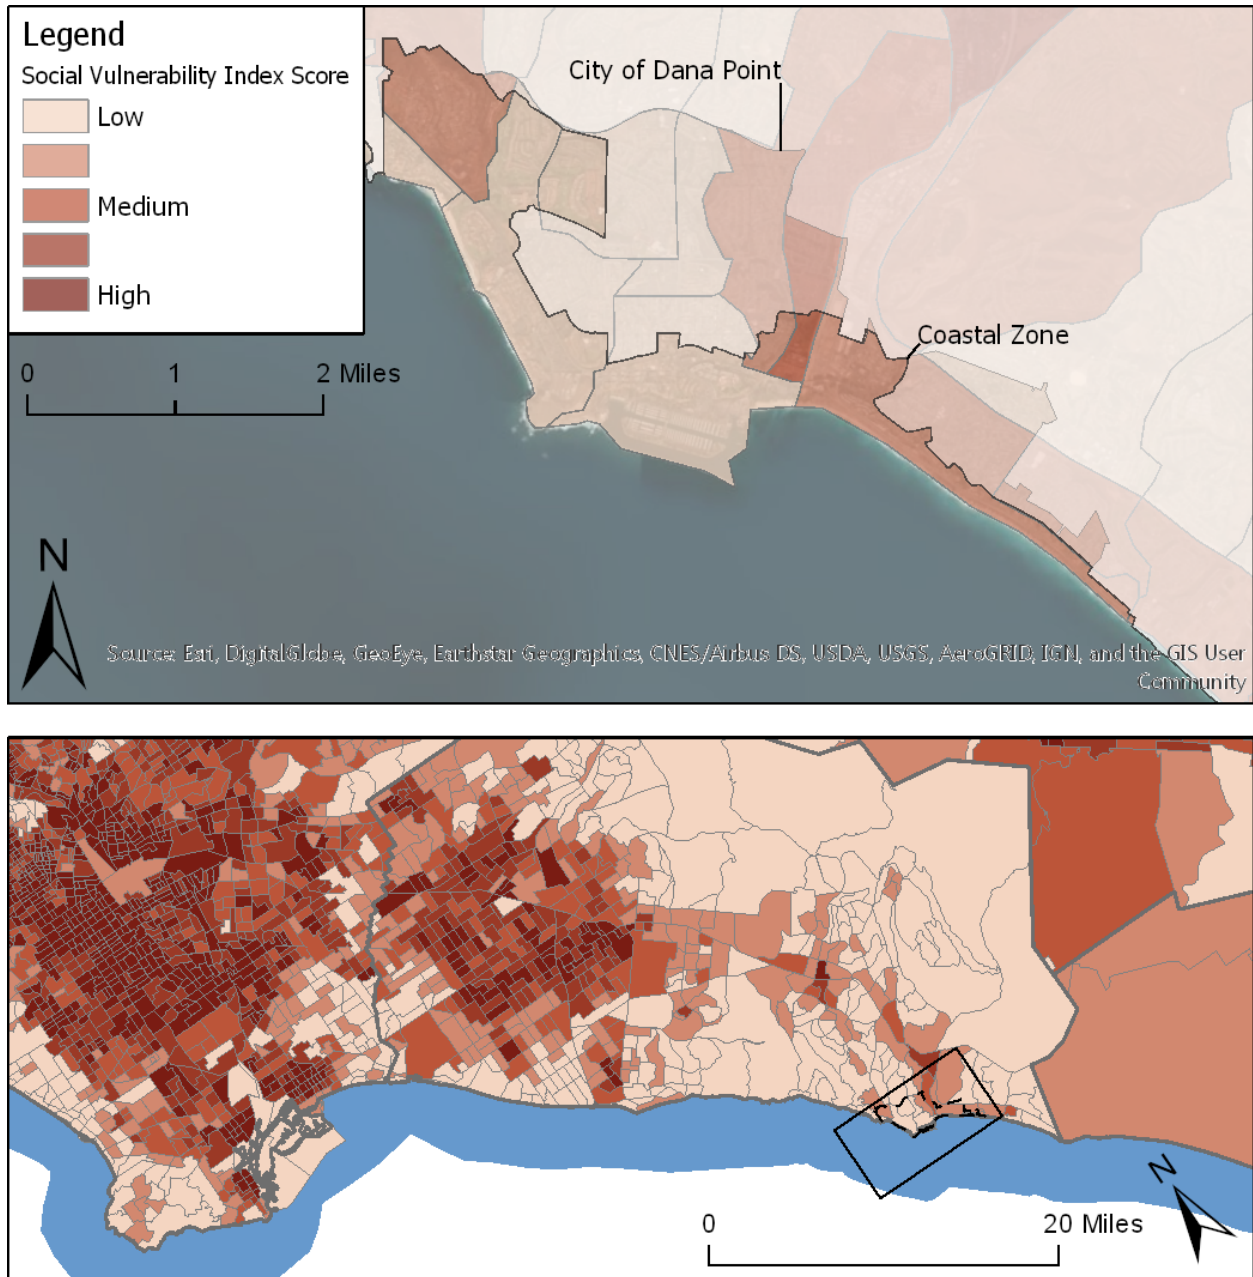 Legend
Social Vulnerability Index Score
Low
Medium
High
City of Dana Point
Coastal Zone
0 1 2 Miles
N
Source: Esri, DigitalGlobe, GeoEye, Earthstar Geographics, CNES/Airbus DS, USDA, USGS, AeroGRID, IGN, and the GIS User
Community
N
0 20 Miles